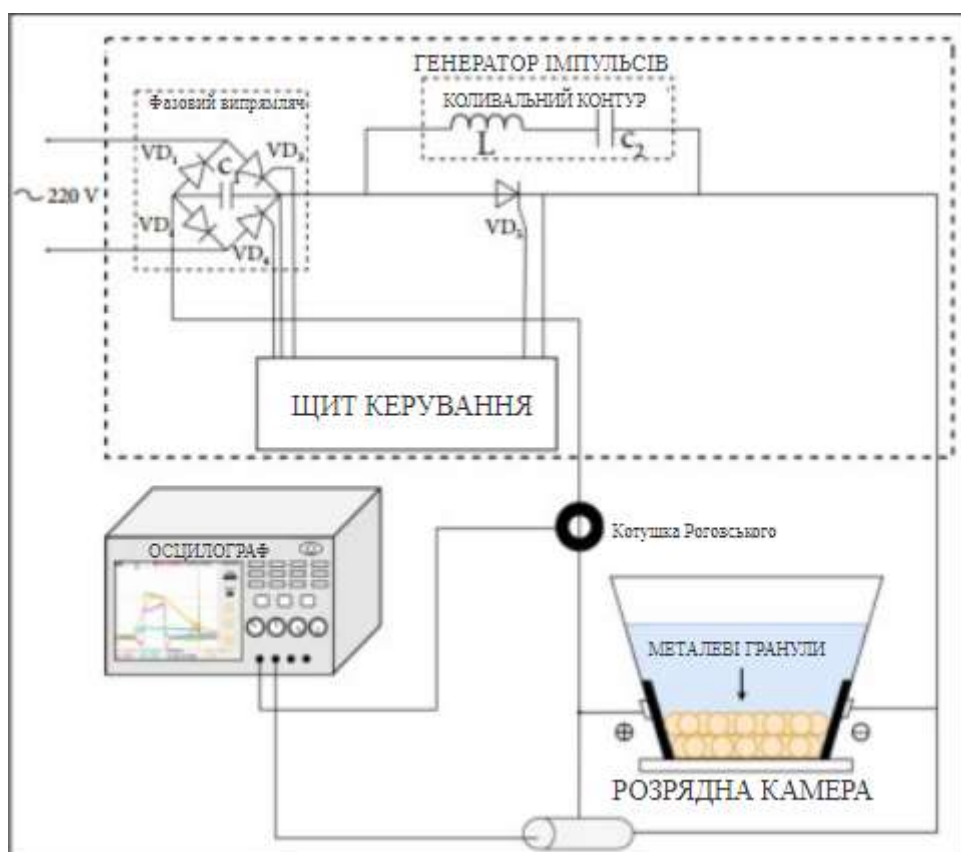 ГЕНЕРАТОР ІМПУЛЬСІВ
Фазовий випрямляч
КОЛИВАЛЬНИЙ КОНТУР
VD₁
VD₃
C₁
L
C₂
~ 220 V
VD₅
VD₄
ЩИТ КЕРУВАННЯ
Котушка Роговського
ОСЦИЛОГРАФ
МЕТАЛЕВІ ГРАНУЛИ
⊕
⊖
РОЗРЯДНА КАМЕРА